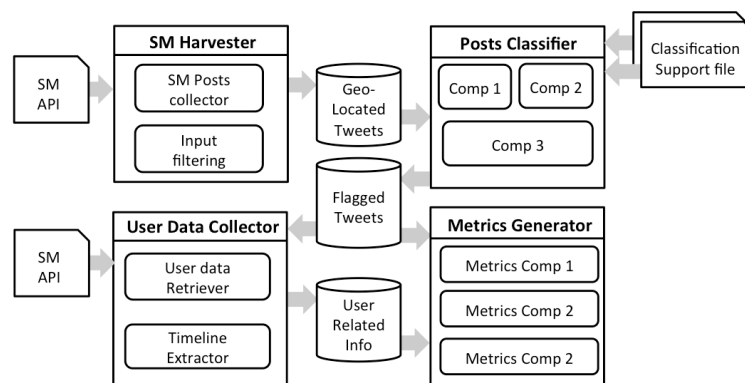 SM Harvester
SM
API
SM Posts
collector
Input
filtering
Geo-
Located
Tweets
Posts Classifier
Comp 1
Comp 2
Comp 3
Classification
Support file
Flagged
Tweets
User Data Collector
SM
API
User data
Retriever
Timeline
Extractor
User
Related
Info
Metrics Generator
Metrics Comp 1
Metrics Comp 2
Metrics Comp 2